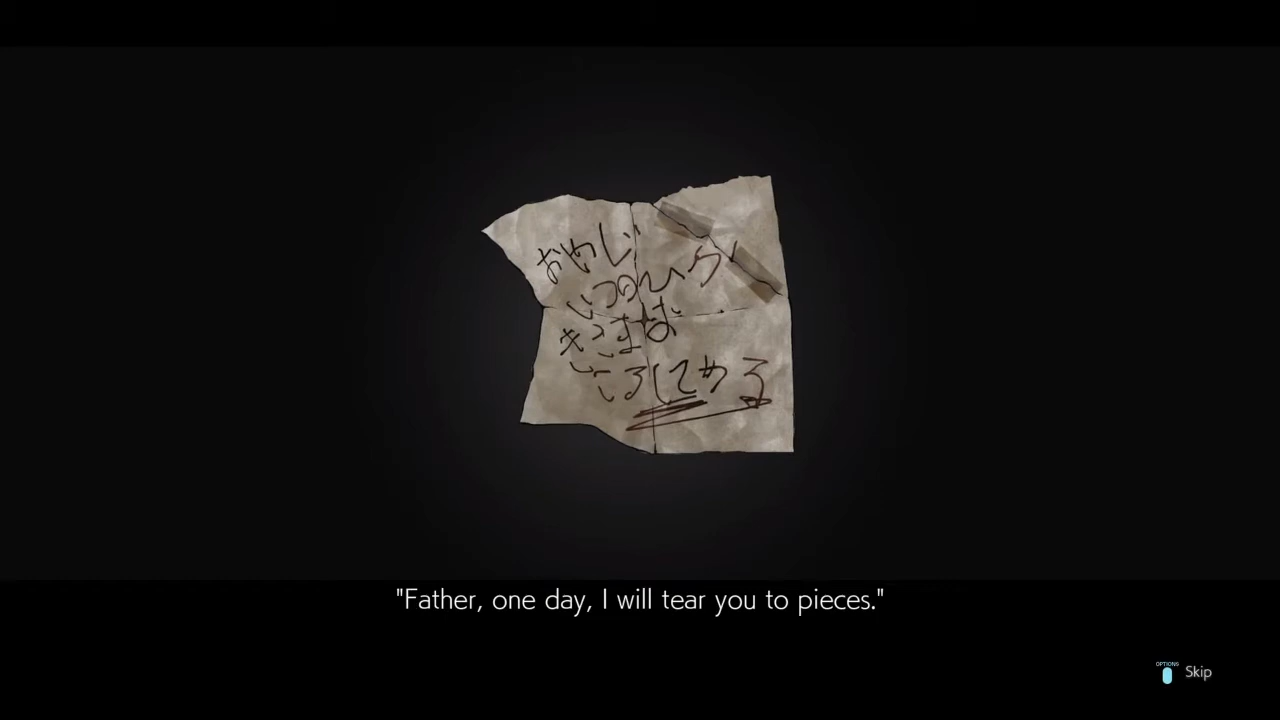 おやじ
いつのひか
きさまお
ころしてやる
"Father, one day, I will tear you to pieces."
OPTIONS
Skip